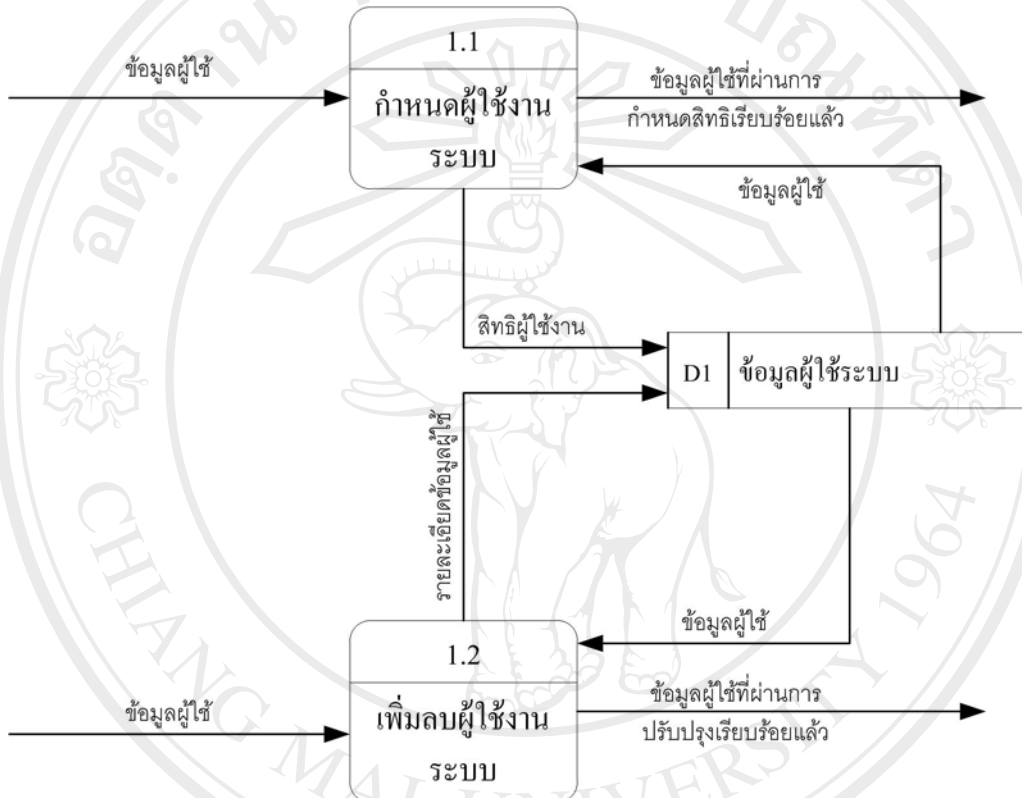 1.1
ข้อมูลผู้ใช้
กำหนดผู้ใช้งาน
ระบบ
ข้อมูลผู้ใช้ที่ผ่านการ
กำหนดสิทธิเรียบร้อยแล้ว
ข้อมูลผู้ใช้
สิทธิผู้ใช้งาน
D1 ข้อมูลผู้ใช้ระบบ
รายละเอียดข้อมูลผู้ใช้
ข้อมูลผู้ใช้
1.2
ข้อมูลผู้ใช้
เพิ่มลบผู้ใช้งาน
ระบบ
ข้อมูลผู้ใช้ที่ผ่านการ
ปรับปรุงเรียบร้อยแล้ว
CHIANG MAI UNIVERSITY 1964